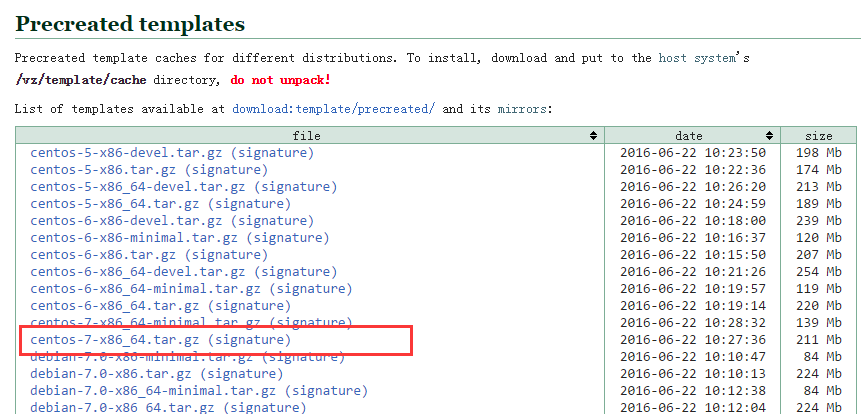 Precreated templates
Precreated template caches for different distributions. To install, download and put to the host system's
/vz/template/cache directory, do not unpack!
List of templates available at download:template/precreated/ and its mirrors:
file date size
centos-5-x86-devel.tar.gz (signature) 2016-06-22 10:23:50 198 Mb
centos-5-x86.tar.gz (signature) 2016-06-22 10:22:36 174 Mb
centos-5-x86_64-devel.tar.gz (signature) 2016-06-22 10:26:20 213 Mb
centos-5-x86_64.tar.gz (signature) 2016-06-22 10:24:59 189 Mb
centos-6-x86-devel.tar.gz (signature) 2016-06-22 10:18:00 239 Mb
centos-6-x86-minimal.tar.gz (signature) 2016-06-22 10:16:37 120 Mb
centos-6-x86.tar.gz (signature) 2016-06-22 10:15:50 207 Mb
centos-6-x86_64-devel.tar.gz (signature) 2016-06-22 10:21:26 254 Mb
centos-6-x86_64-minimal.tar.gz (signature) 2016-06-22 10:19:57 119 Mb
centos-6-x86_64.tar.gz (signature) 2016-06-22 10:19:14 220 Mb
centos-7-x86_64-minimal.tar.gz (signature) 2016-06-22 10:28:32 139 Mb
centos-7-x86_64.tar.gz (signature) 2016-06-22 10:27:36 211 Mb
debian-7.0-x86-minimal.tar.gz (signature) 2016-06-22 10:10:47 84 Mb
debian-7.0-x86.tar.gz (signature) 2016-06-22 10:10:13 224 Mb
debian-7.0-x86_64-minimal.tar.gz (signature) 2016-06-22 10:12:38 84 Mb
debian-7.0-x86_64.tar.gz (signature) 2016-06-22 10:12:04 224 Mb